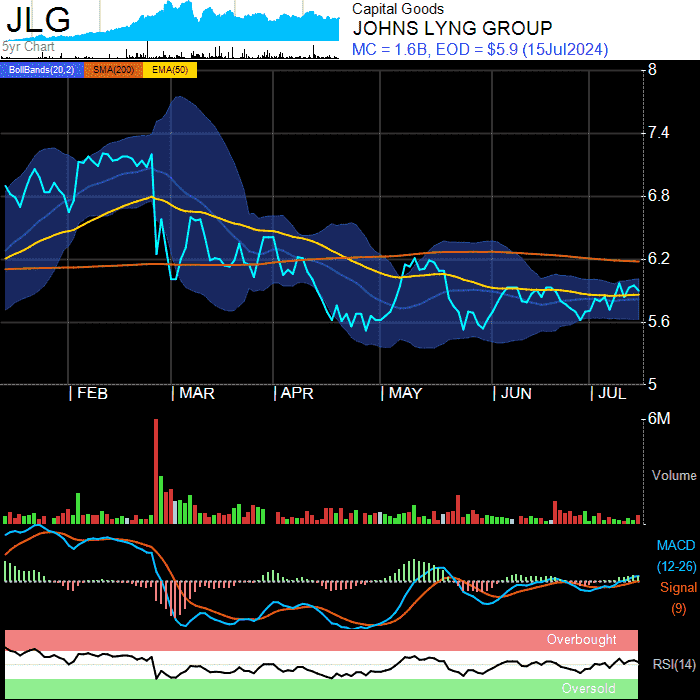 JLG
5yr Chart
Capital Goods
JOHNS LYNG GROUP
MC = 1.6B, EOD = $5.9 (15Jul2024)
BollBands(20,2) SMA(200) EMA(50)
8
7.4
6.8
6.2
5.6
5
FEB MAR APR MAY JUN JUL
6M
Volume
MACD
(12-26)
Signal
(9)
Overbought
RSI(14)
Oversold